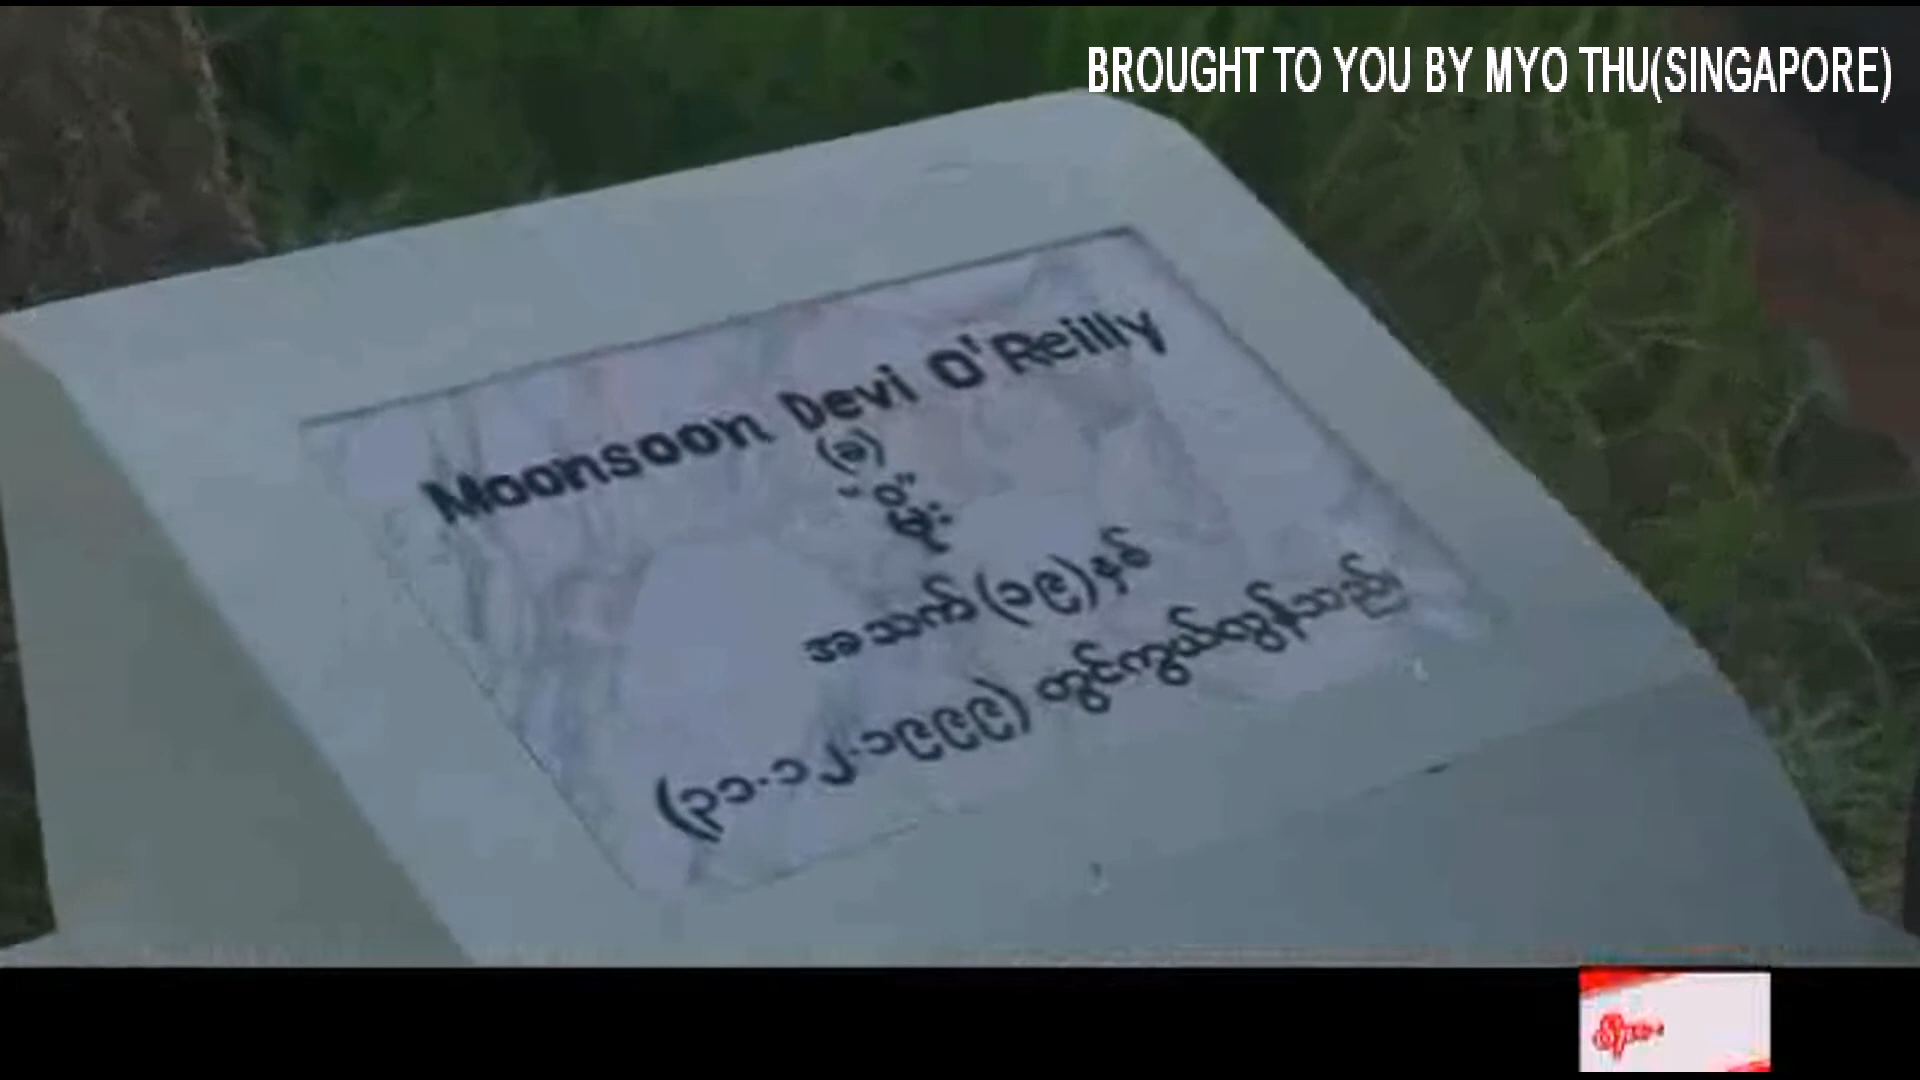 BROUGHT TO YOU BY MYO THU(SINGAPORE)
Moonsoon Devi O'Reilly
(ခ)
"မိုး"
အသက်(၁၉)နှစ်
(၃၁.၁၂.၁၉၉၉) တွင်ကွယ်လွန်သည်၊